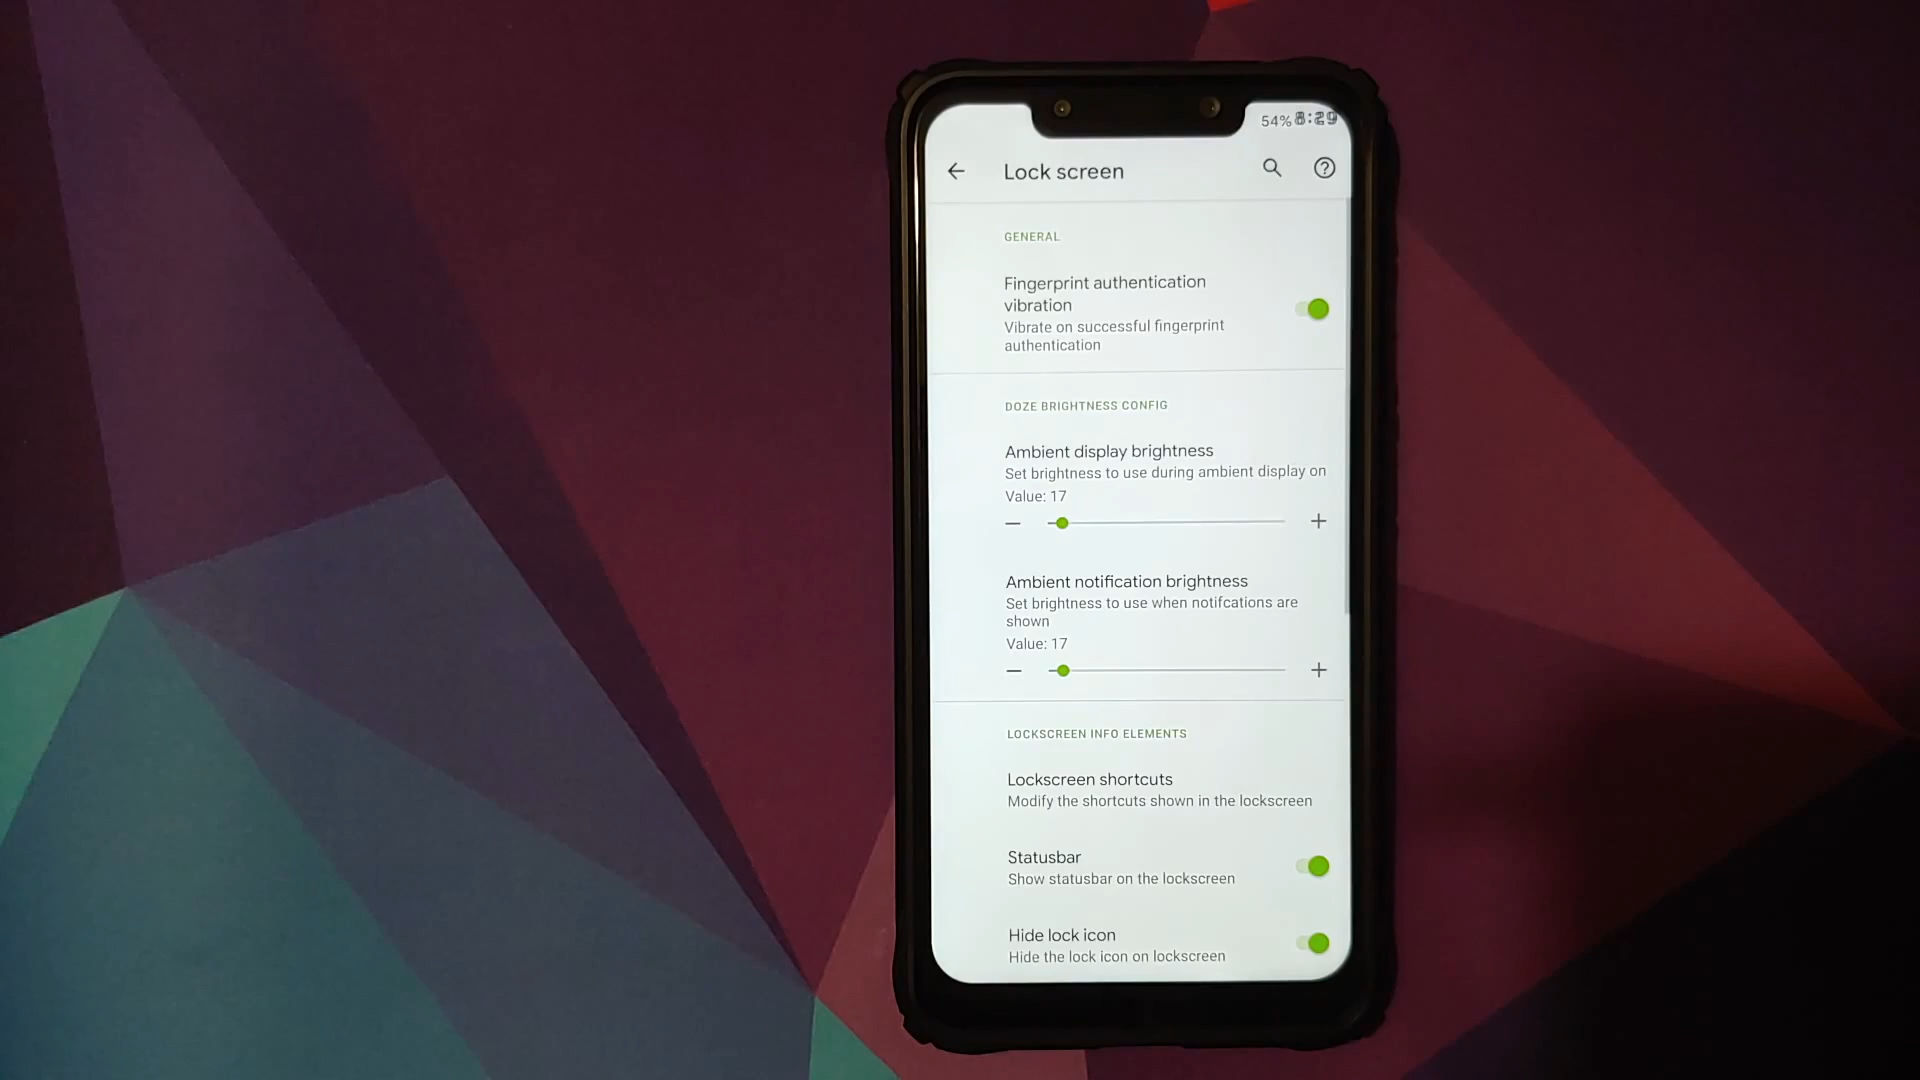 54% 8:29
Lock screen
GENERAL
Fingerprint authentication
vibration
Vibrate on successful fingerprint
authentication
DOZE BRIGHTNESS CONFIG
Ambient display brightness
Set brightness to use during ambient display on
Value: 17
Ambient notification brightness
Set brightness to use when notifcations are
shown
Value: 17
LOCKSCREEN INFO ELEMENTS
Lockscreen shortcuts
Modify the shortcuts shown in the lockscreen
Statusbar
Show statusbar on the lockscreen
Hide lock icon
Hide the lock icon on lockscreen